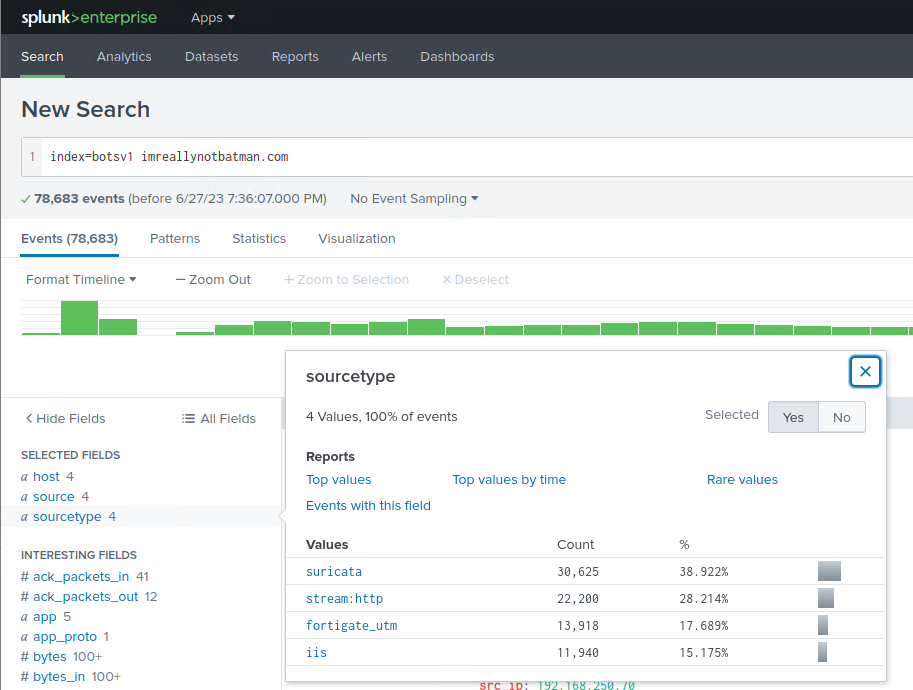 splunk>enterprise Apps ▾
Search Analytics Datasets Reports Alerts Dashboards
New Search
1 index=botsv1 imreallynotbatman.com
✓ 78,683 events (before 6/27/23 7:36:07.000 PM) No Event Sampling ▾
Events (78,683) Patterns Statistics Visualization
Format Timeline ▾ — Zoom Out + Zoom to Selection × Deselect
< Hide Fields All Fields
SELECTED FIELDS
a host 4
a source 4
a sourcetype 4
INTERESTING FIELDS
# ack_packets_in 41
# ack_packets_out 12
a app 5
a app_proto 1
# bytes 100+
# bytes_in 100+
sourcetype ×
4 Values, 100% of events Selected Yes No
Reports
Top values Top values by time Rare values
Events with this field
Values Count %
suricata 30,625 38.922%
stream:http 22,200 28.214%
fortigate_utm 13,918 17.689%
iis 11,940 15.175%
src_ip: 192.168.250.70